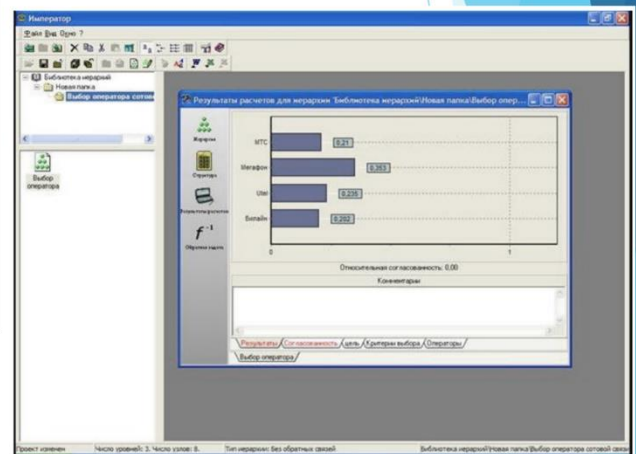 Император
Файл Вид Окно ?
Библиотека иерархий
Новая папка
Выбор оператора сотово
Выбор
оператора
Результаты расчетов для иерархии 'Библиотека иерархий\Новая папка\Выбор опер...
Иерархия
Структура
Результаты расчетов
f⁻¹
Обратная задача
МТС
0,21
Мегафон
0,353
Utel
0,235
Билайн
0,202
0
1
Относительная согласованность: 0,00
Комментарии
Результаты
Согласованность
цель
Критерии выбора
Операторы
Выбор оператора
Проект изменен
Число уровней: 3. Число узлов: 8.
Тип иерархии: Без обратных связей
Библиотека иерархий\Новая папка\Выбор оператора сотовой связи